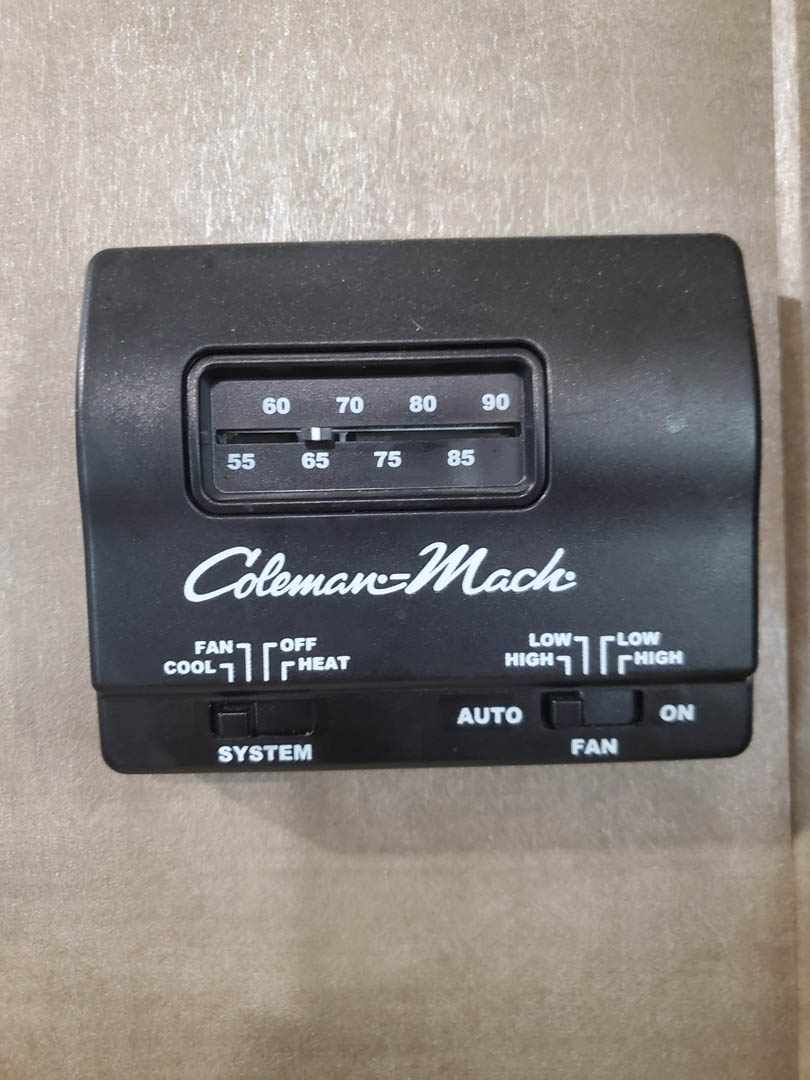 60 70 80 90
55 65 75 85
Coleman-Mach
FAN OFF
COOL HEAT
LOW LOW
HIGH HIGH
AUTO ON
SYSTEM FAN